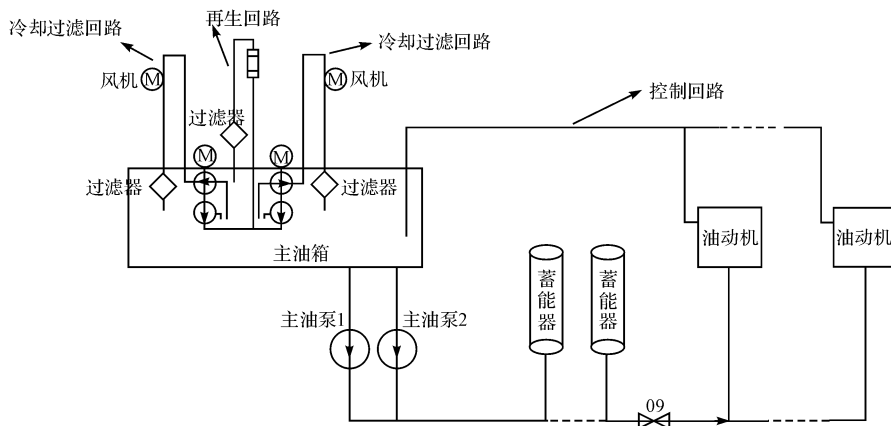 再生回路
冷却过滤回路
冷却过滤回路
风机
M
M
风机
控制回路
过滤器
M
M
过滤器
过滤器
油动机
油动机
主油箱
蓄能器
蓄能器
主油泵1
主油泵2
09